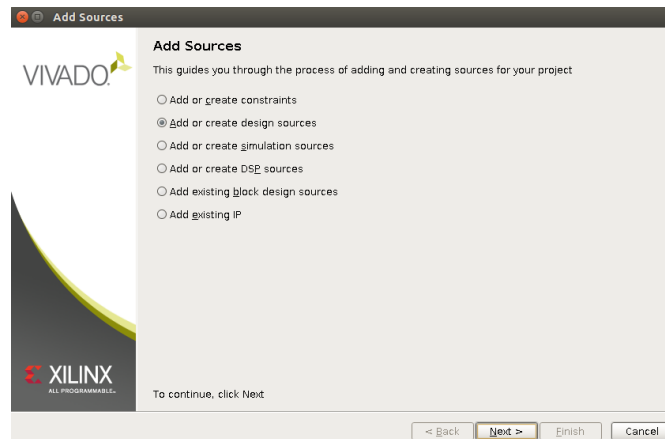 Add Sources
VIVADO.
Add Sources
This guides you through the process of adding and creating sources for your project
Add or create constraints
Add or create design sources
Add or create simulation sources
Add or create DSP sources
Add existing block design sources
Add existing IP
XILINX
ALL PROGRAMMABLE.
To continue, click Next
< Back
Next >
Finish
Cancel